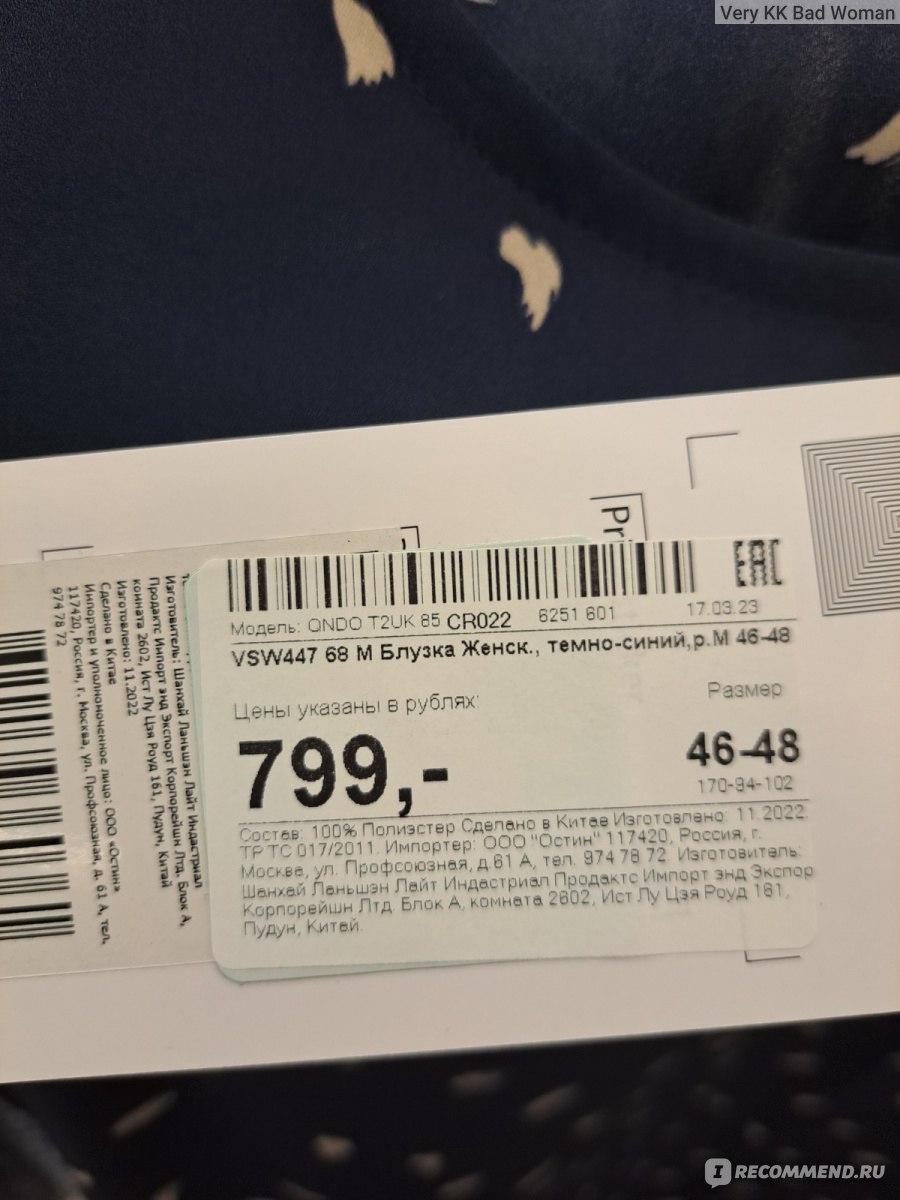 Very KK Bad Woman
Pri
Модель: QNDO T2UK 85 CR022 6251 601 17.03.23
VSW447 68 M Блузка Женск., темно-синий,р.M 46-48
Цены указаны в рублях:
Размер
799,-
46-48
170-94-102
Состав: 100% Полиэстер Сделано в Китае Изготовлено: 11.2022
ТР ТС 017/2011. Импортер: ООО "Остин" 117420, Россия, г.
Москва, ул. Профсоюзная, д.61 А, тел. 974 78 72. Изготовитель:
Шанхай Ланьшэн Лайт Индастриал Продактс Импорт энд Экспор
Корпорейшн Лтд. Блок А, комната 2602, Ист Лу Цзя Роуд 161,
Пудун, Китай.
Изготовитель: Шанхай Ланьшэн Лайт Индастриал
Продактс Импорт энд Экспорт Корпорейшн Лтд. Блок А,
комната 2602, Ист Лу Цзя Роуд 161, Пудун, Китай
Изготовлено: 11.2022
Сделано в Китае
Импортер и уполномоченное лицо: ООО «Остин»
117420, Россия, г. Москва, ул. Профсоюзная, д. 61 А, тел.
974 78 72
IRECOMMEND.RU